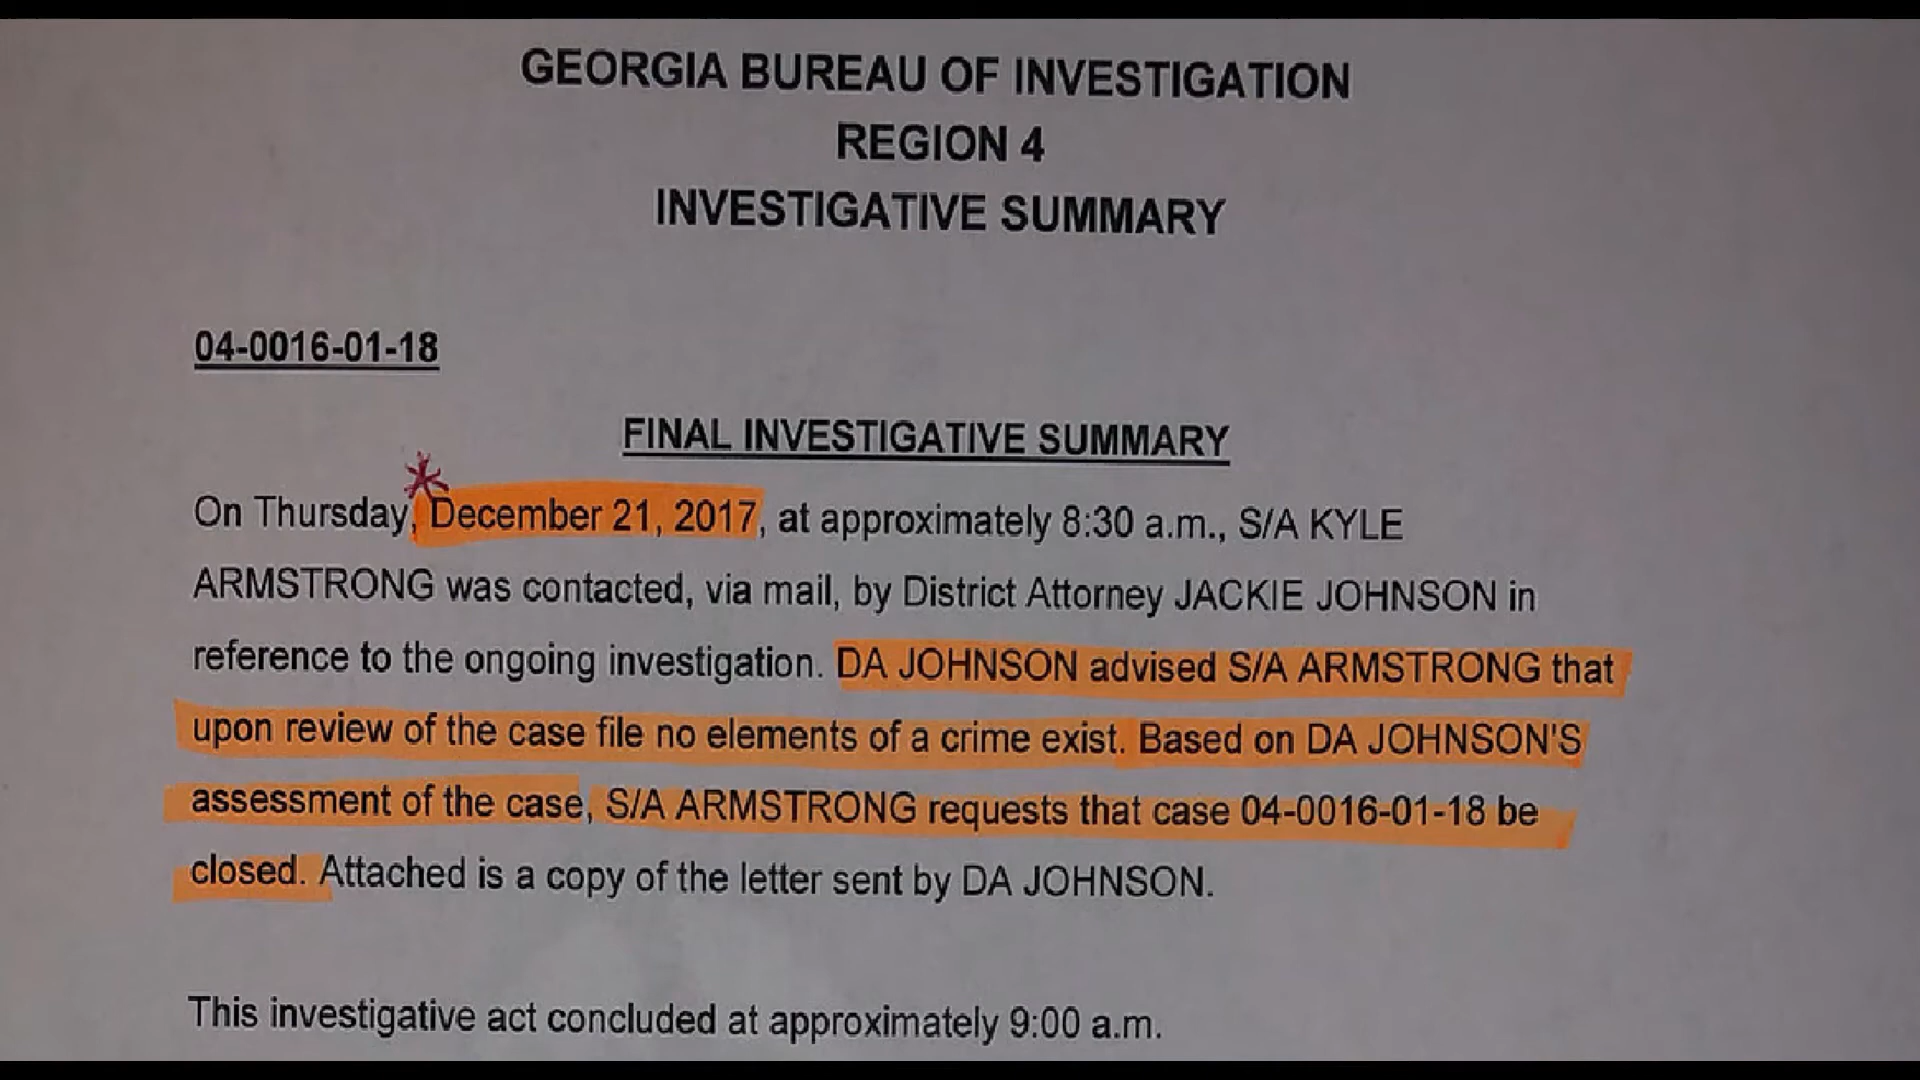 GEORGIA BUREAU OF INVESTIGATION
REGION 4
INVESTIGATIVE SUMMARY
04-0016-01-18
FINAL INVESTIGATIVE SUMMARY
On Thursday, December 21, 2017, at approximately 8:30 a.m., S/A KYLE
ARMSTRONG was contacted, via mail, by District Attorney JACKIE JOHNSON in
reference to the ongoing investigation. DA JOHNSON advised S/A ARMSTRONG that
upon review of the case file no elements of a crime exist. Based on DA JOHNSON'S
assessment of the case, S/A ARMSTRONG requests that case 04-0016-01-18 be
closed. Attached is a copy of the letter sent by DA JOHNSON.
This investigative act concluded at approximately 9:00 a.m.